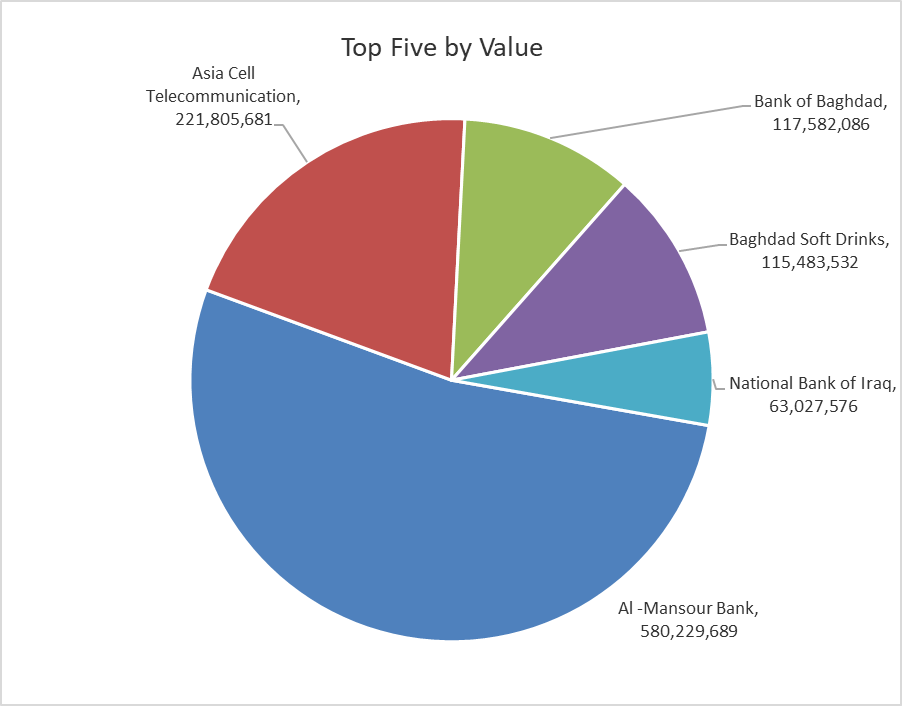 Top Five by Value
Asia Cell
Telecommunication,
221,805,681
Bank of Baghdad,
117,582,086
Baghdad Soft Drinks,
115,483,532
National Bank of Iraq,
63,027,576
Al -Mansour Bank,
580,229,689